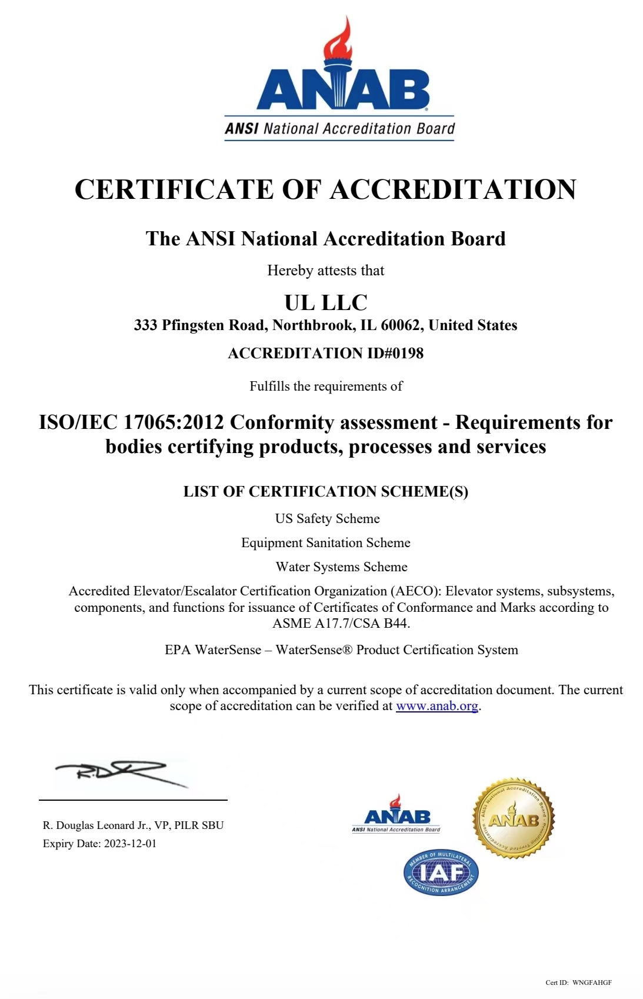 ANAB
ANSI National Accreditation Board
CERTIFICATE OF ACCREDITATION
The ANSI National Accreditation Board
Hereby attests that
UL LLC
333 Pfingsten Road, Northbrook, IL 60062, United States
ACCREDITATION ID#0198
Fulfills the requirements of
ISO/IEC 17065:2012 Conformity assessment - Requirements for
bodies certifying products, processes and services
LIST OF CERTIFICATION SCHEME(S)
US Safety Scheme
Equipment Sanitation Scheme
Water Systems Scheme
Accredited Elevator/Escalator Certification Organization (AECO): Elevator systems, subsystems,
components, and functions for issuance of Certificates of Conformance and Marks according to
ASME A17.7/CSA B44.
EPA WaterSense – WaterSense® Product Certification System
This certificate is valid only when accompanied by a current scope of accreditation document. The current
scope of accreditation can be verified at www.anab.org.
R. Douglas Leonard Jr., VP, PILR SBU
Expiry Date: 2023-12-01
ANAB
ANSI National Accreditation Board
ANSI National Accreditation Board
ANAB
Providing Trusted Accreditation
MEMBER OF MULTILATERAL
IAF
RECOGNITION ARRANGEMENT
Cert ID: WNGFAHGF